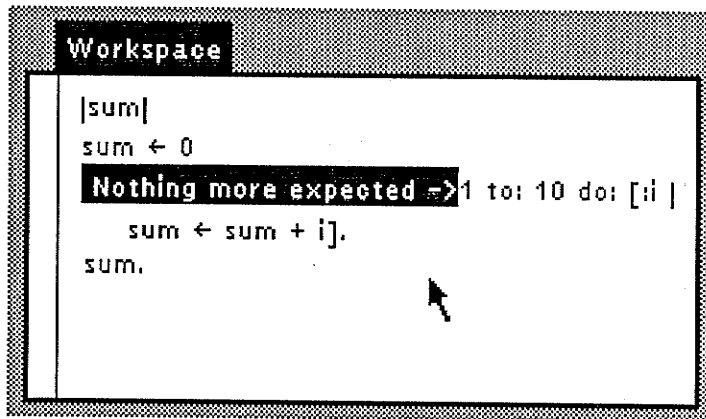 Workspace
|sum|
sum ← 0
Nothing more expected ->1 to: 10 do: [:i |
sum ← sum + i].
sum.